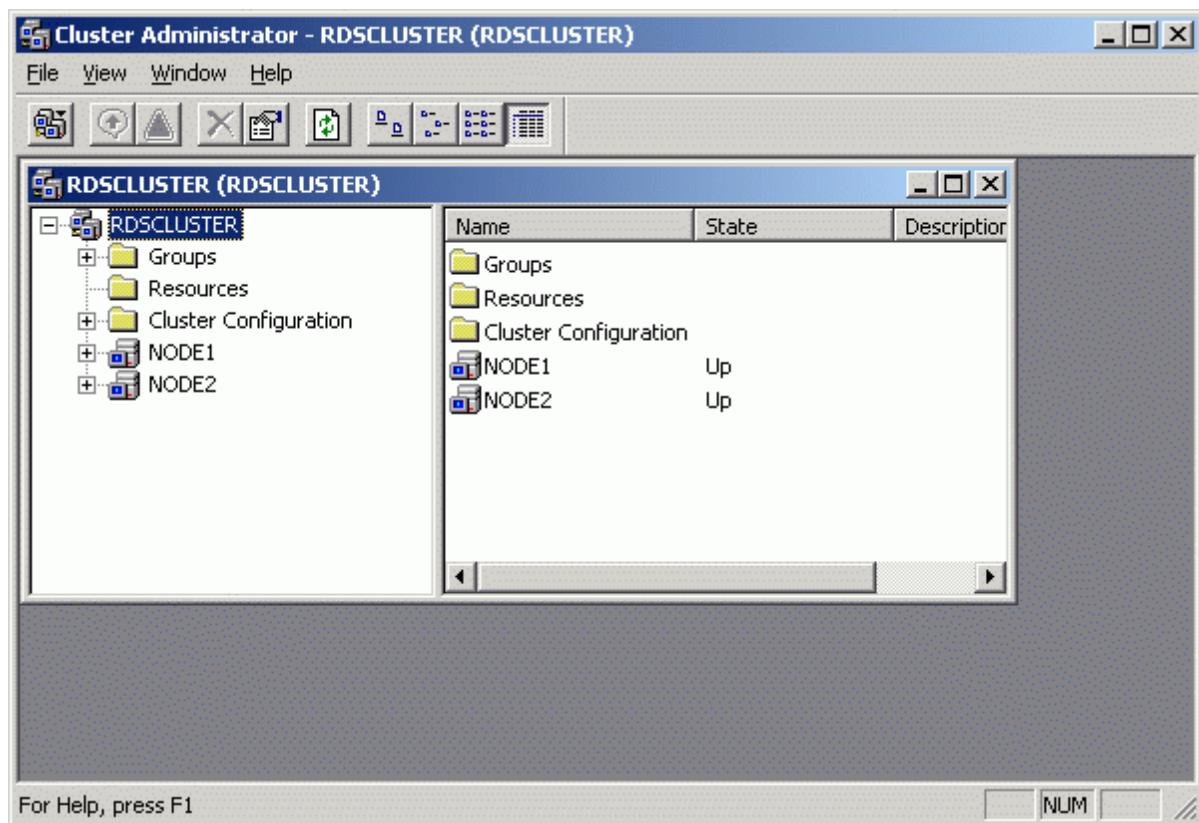 Cluster Administrator - RDSCLUSTER (RDSCLUSTER)
File View Window Help
RDSCLUSTER (RDSCLUSTER)
RDSCLUSTER
Groups
Resources
Cluster Configuration
NODE1
NODE2
Name State Description
Groups
Resources
Cluster Configuration
NODE1 Up
NODE2 Up
For Help, press F1 NUM